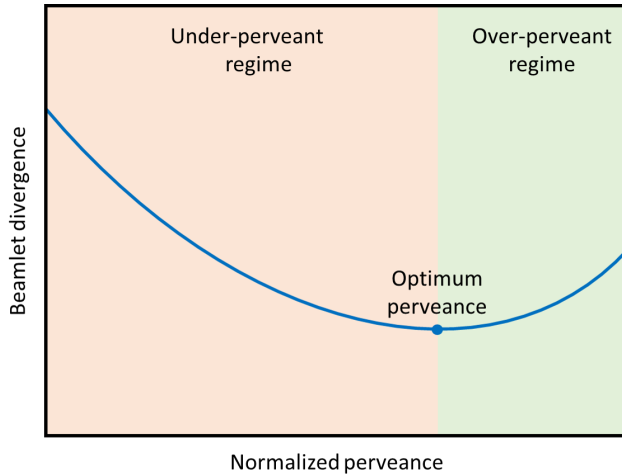 Under-perveant
regime
Over-perveant
regime
Beamlet divergence
Optimum
perveance
Normalized perveance